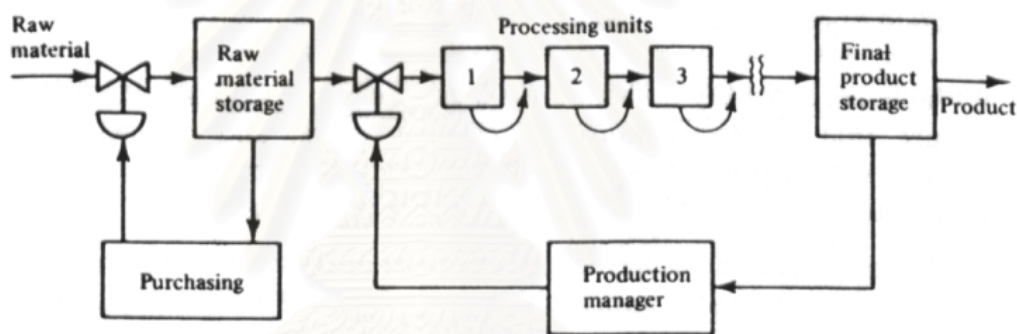 Raw
material
Raw
material
storage
Processing units
1
2
3
Final
product
storage
Product
Purchasing
Production
manager